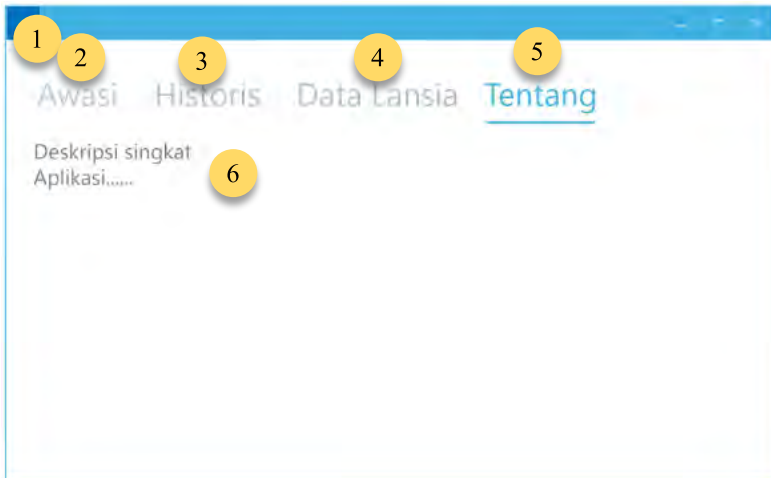 1
2
3
4
5
Awasi Historis Data Lansia Tentang
Deskripsi singkat
Aplikasi......
6